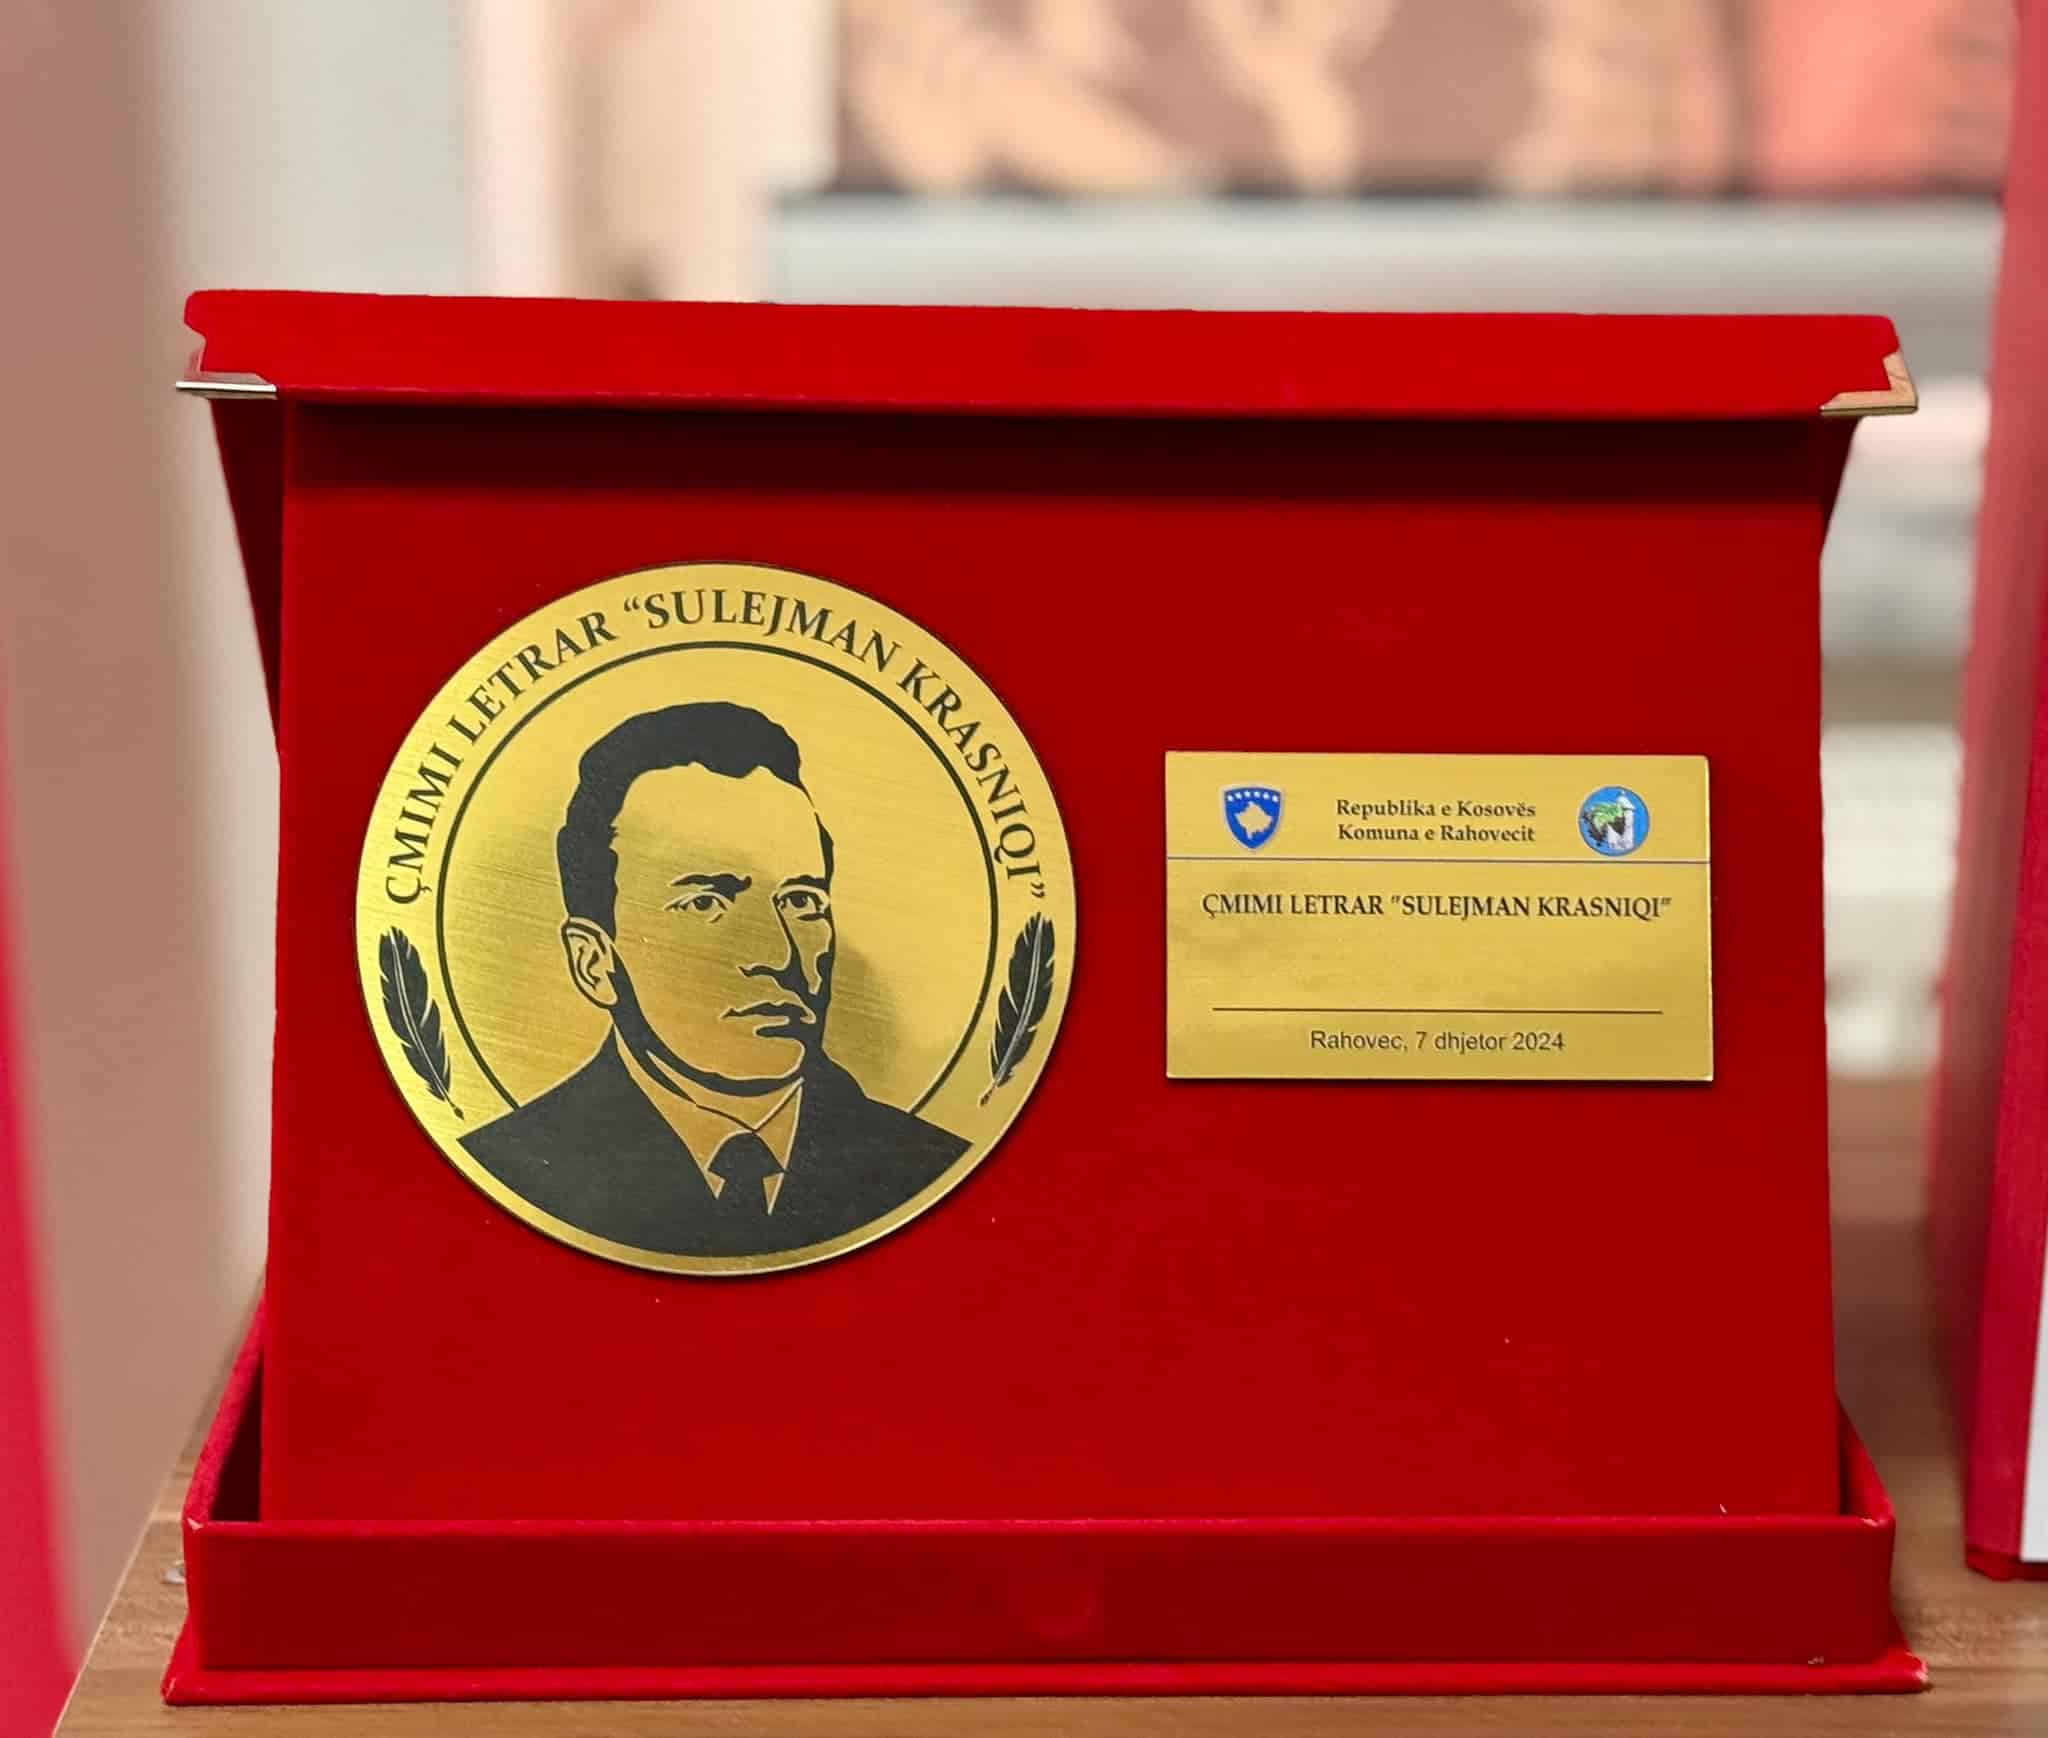 ÇMIMI LETRAR “SULEJMAN KRASNIQI”
Republika e Kosovës
Komuna e Rahovecit
ÇMIMI LETRAR "SULEJMAN KRASNIQI"
Rahovec, 7 dhjetor 2024